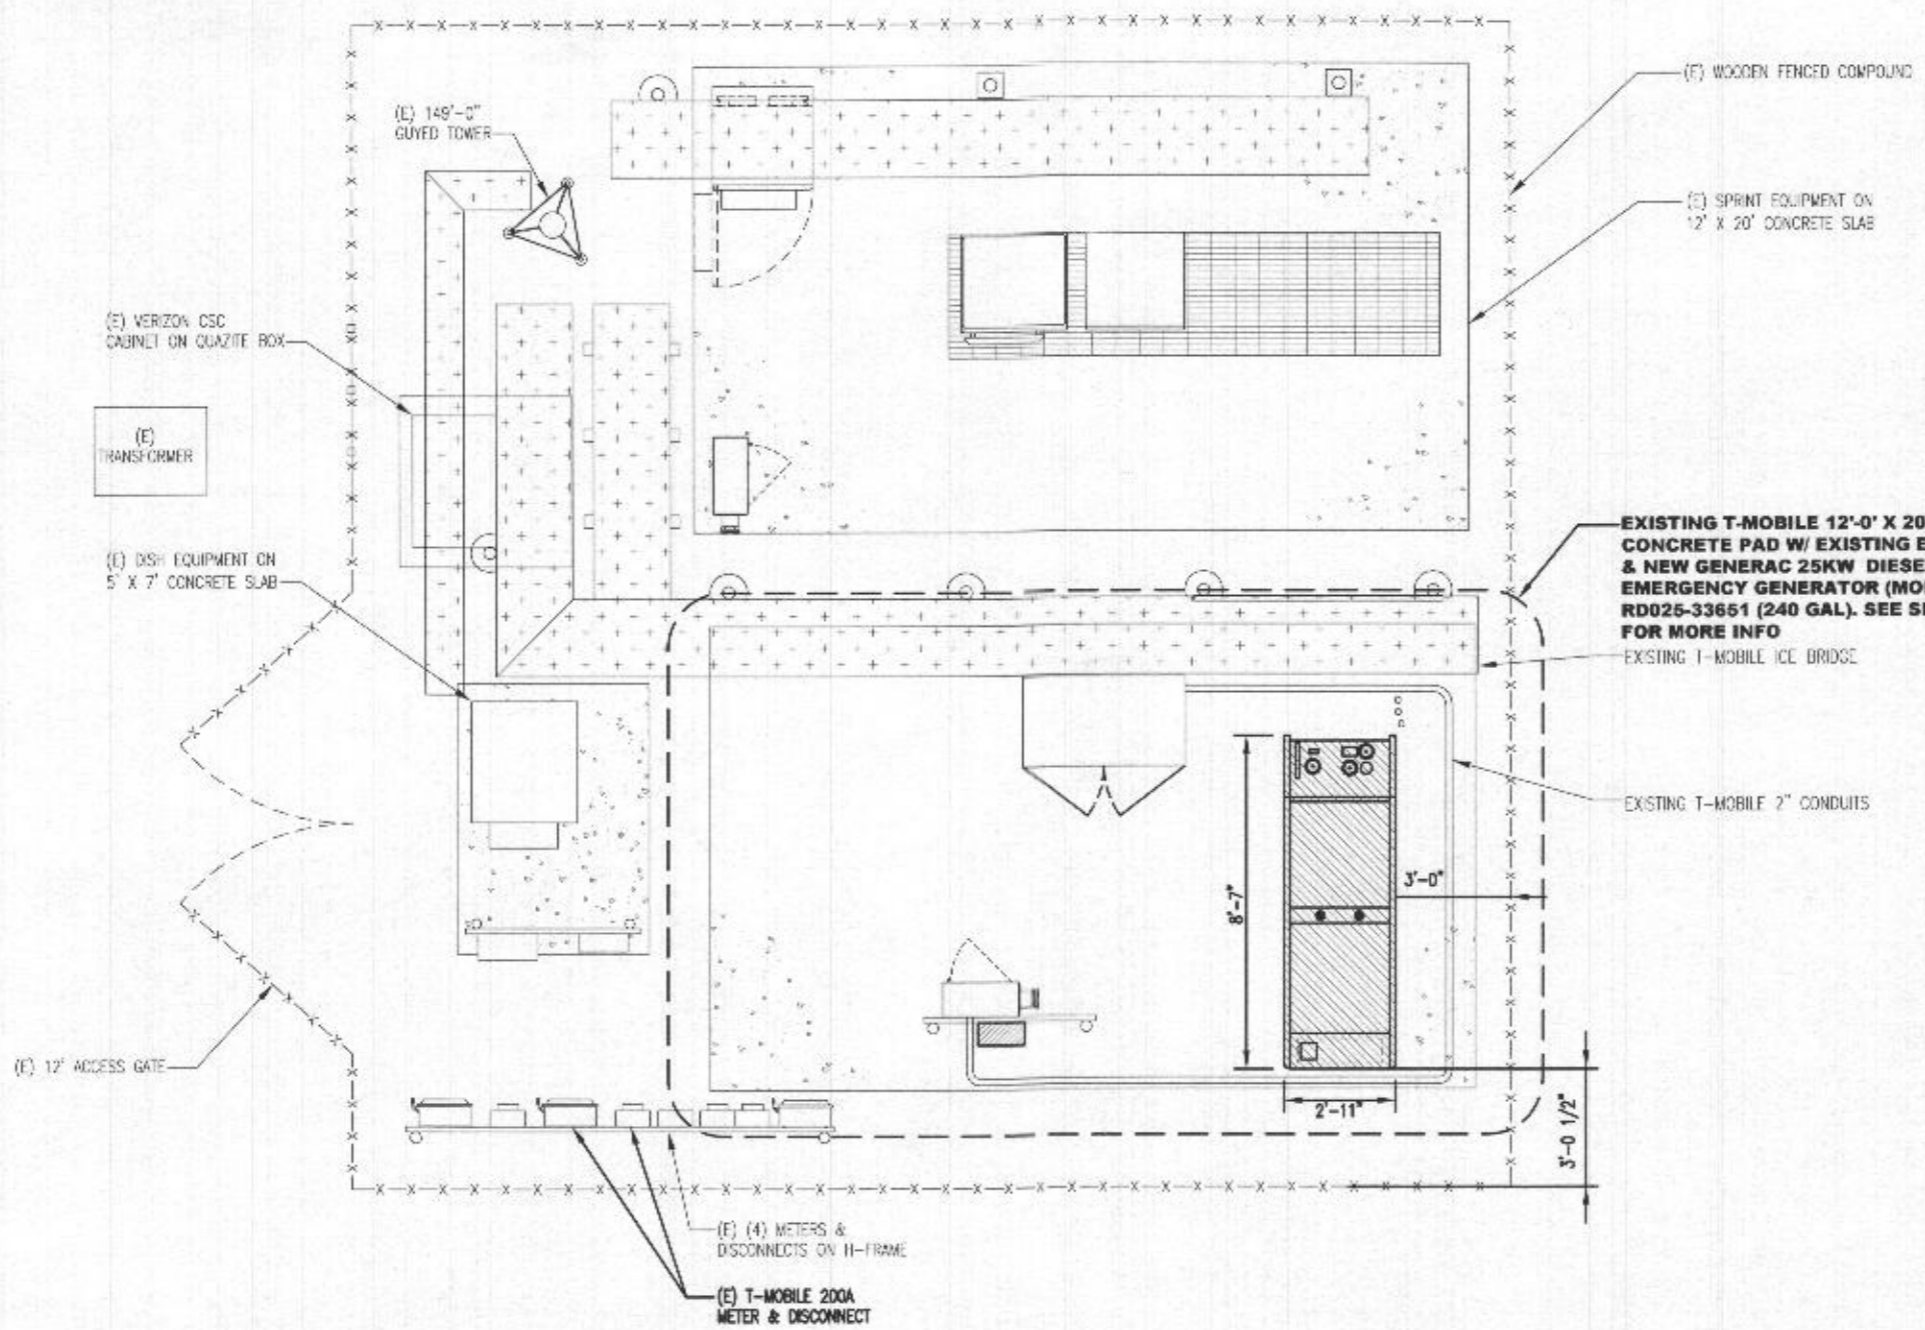 (E) WOODEN FENCED COMPOUND
(E) 149'-0"
GUYED TOWER
(E) SPRINT EQUIPMENT ON
12' X 20' CONCRETE SLAB
(E) VERIZON CSC
CABINET ON QUAZITE BOX
(E)
TRANSFORMER
(E) DISH EQUIPMENT ON
5' X 7' CONCRETE SLAB
EXISTING T-MOBILE 12'-0' X 20
CONCRETE PAD W/ EXISTING E
& NEW GENERAC 25KW DIESE
EMERGENCY GENERATOR (MO
RD025-33651 (240 GAL). SEE S
FOR MORE INFO
EXISTING T-MOBILE ICE BRIDGE
EXISTING T-MOBILE 2" CONDUITS
8'-7"
3'-0"
2'-11"
3'-0 1/2"
(E) 12' ACCESS GATE
(E) (4) METERS &
DISCONNECTS ON H-FRAME
(E) T-MOBILE 200A
METER & DISCONNECT